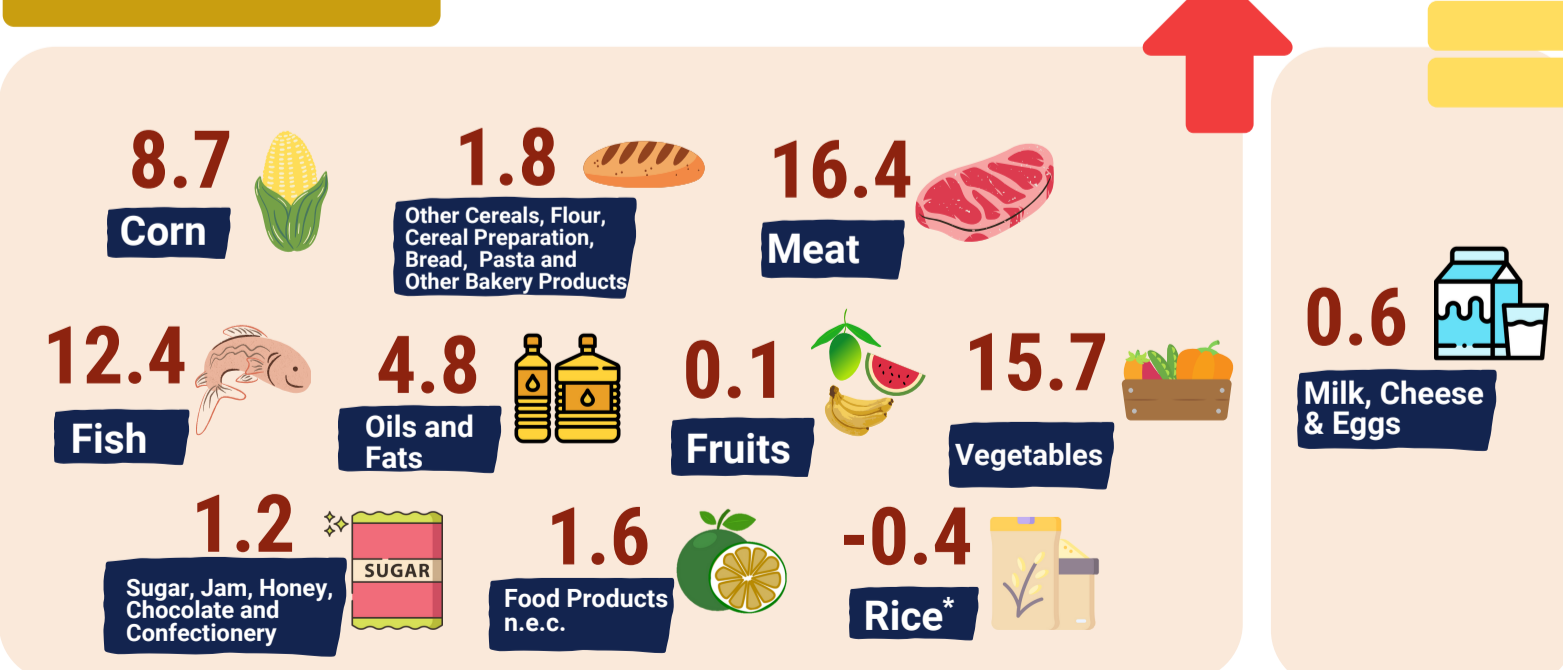 8.7
Corn
1.8
Other Cereals, Flour,
Cereal Preparation,
Bread, Pasta and
Other Bakery Products
16.4
Meat
12.4
Fish
4.8
Oils and
Fats
0.1
Fruits
15.7
Vegetables
1.2
Sugar, Jam, Honey,
Chocolate and
Confectionery
SUGAR
1.6
Food Products
n.e.c.
-0.4
Rice*
0.6
Milk, Cheese
& Eggs